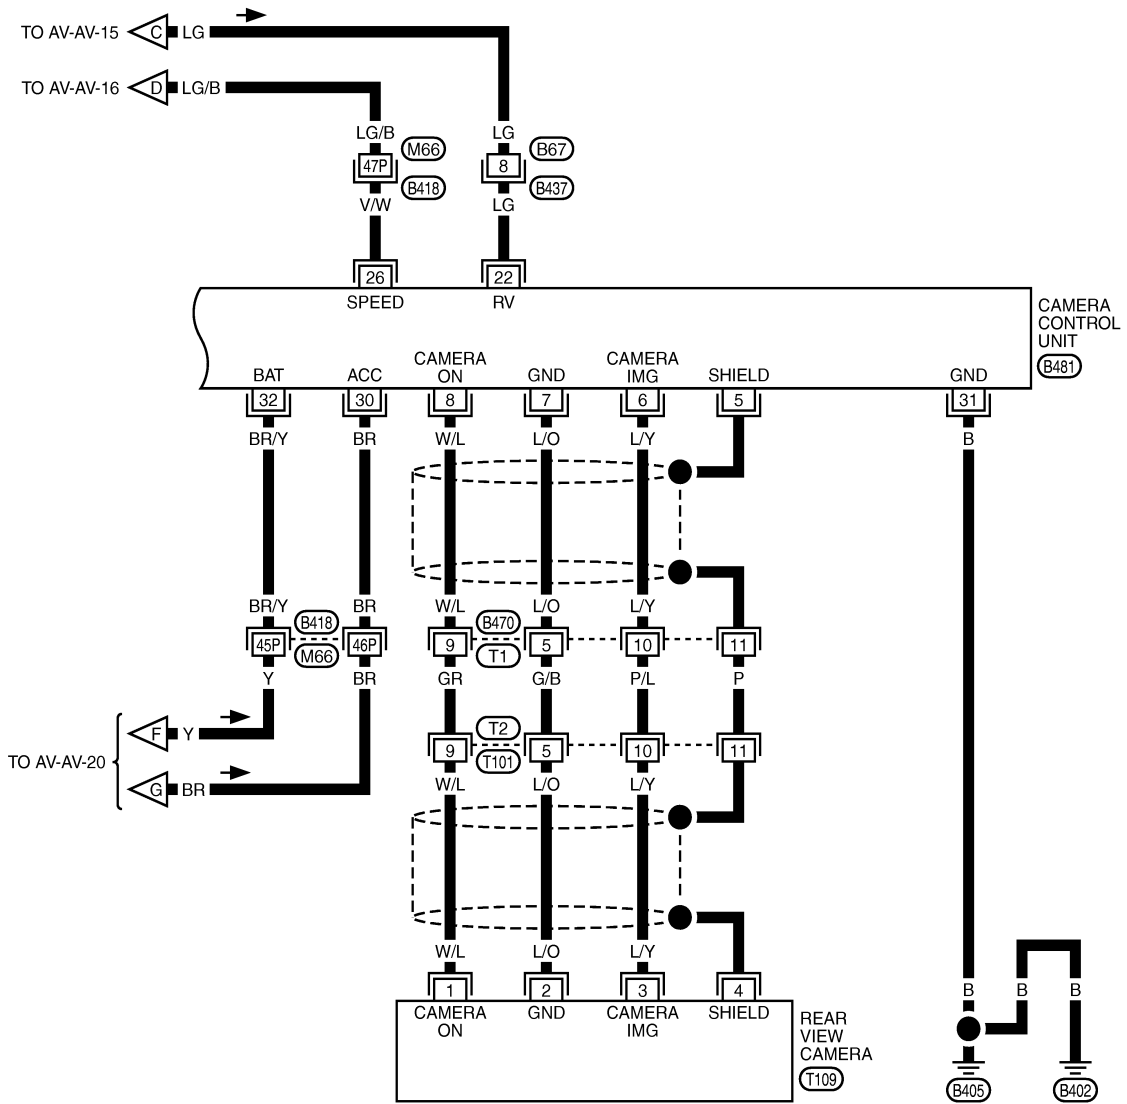 TO AV-AV-15 C LG
TO AV-AV-16 D LG/B
LG/B M66 LG B67
47P 8
B418 B437
V/W LG
26 22
SPEED RV
CAMERA CONTROL UNIT
B481
BAT ACC CAMERA ON GND CAMERA IMG SHIELD GND
32 30 8 7 6 5 31
BR/Y BR W/L L/O L/Y B
BR/Y BR W/L L/O L/Y
B418 B470
45P 46P 9 5 10 11
M66 T1
Y BR GR G/B P/L P
T2
F Y
9 5 10 11
TO AV-AV-20
T101
G BR
W/L L/O L/Y
W/L L/O L/Y
1 2 3 4
B B B
CAMERA ON GND CAMERA IMG SHIELD
REAR VIEW CAMERA
T109
B405 B402